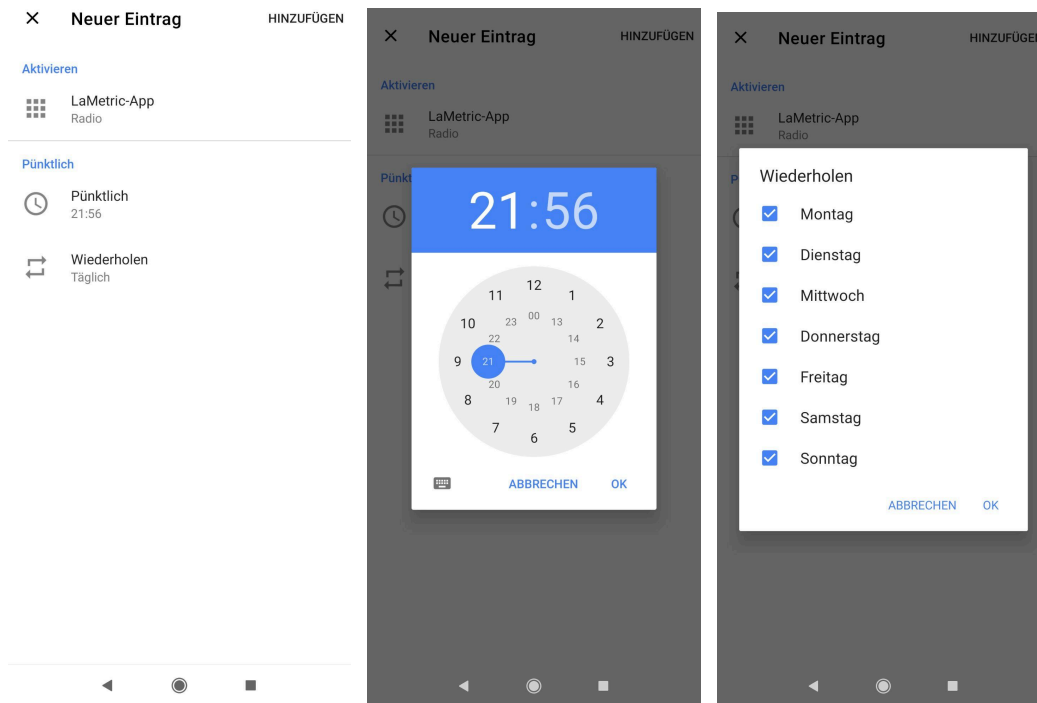 Neuer Eintrag
HINZUFÜGEN
Aktivieren
LaMetric-App
Radio
Pünktlich
Pünktlich
21:56
Wiederholen
Täglich
Neuer Eintrag
HINZUFÜGEN
Aktivieren
LaMetric-App
Radio
Pünkt
21:56
12
11
1
00
23
13
10
2
22
14
9
21
15
3
20
16
8
19
17
4
18
7
5
6
ABBRECHEN
OK
Neuer Eintrag
HINZUFÜGEN
Aktivieren
LaMetric-App
Radio
P
Wiederholen
Montag
Dienstag
Mittwoch
Donnerstag
Freitag
Samstag
Sonntag
ABBRECHEN
OK